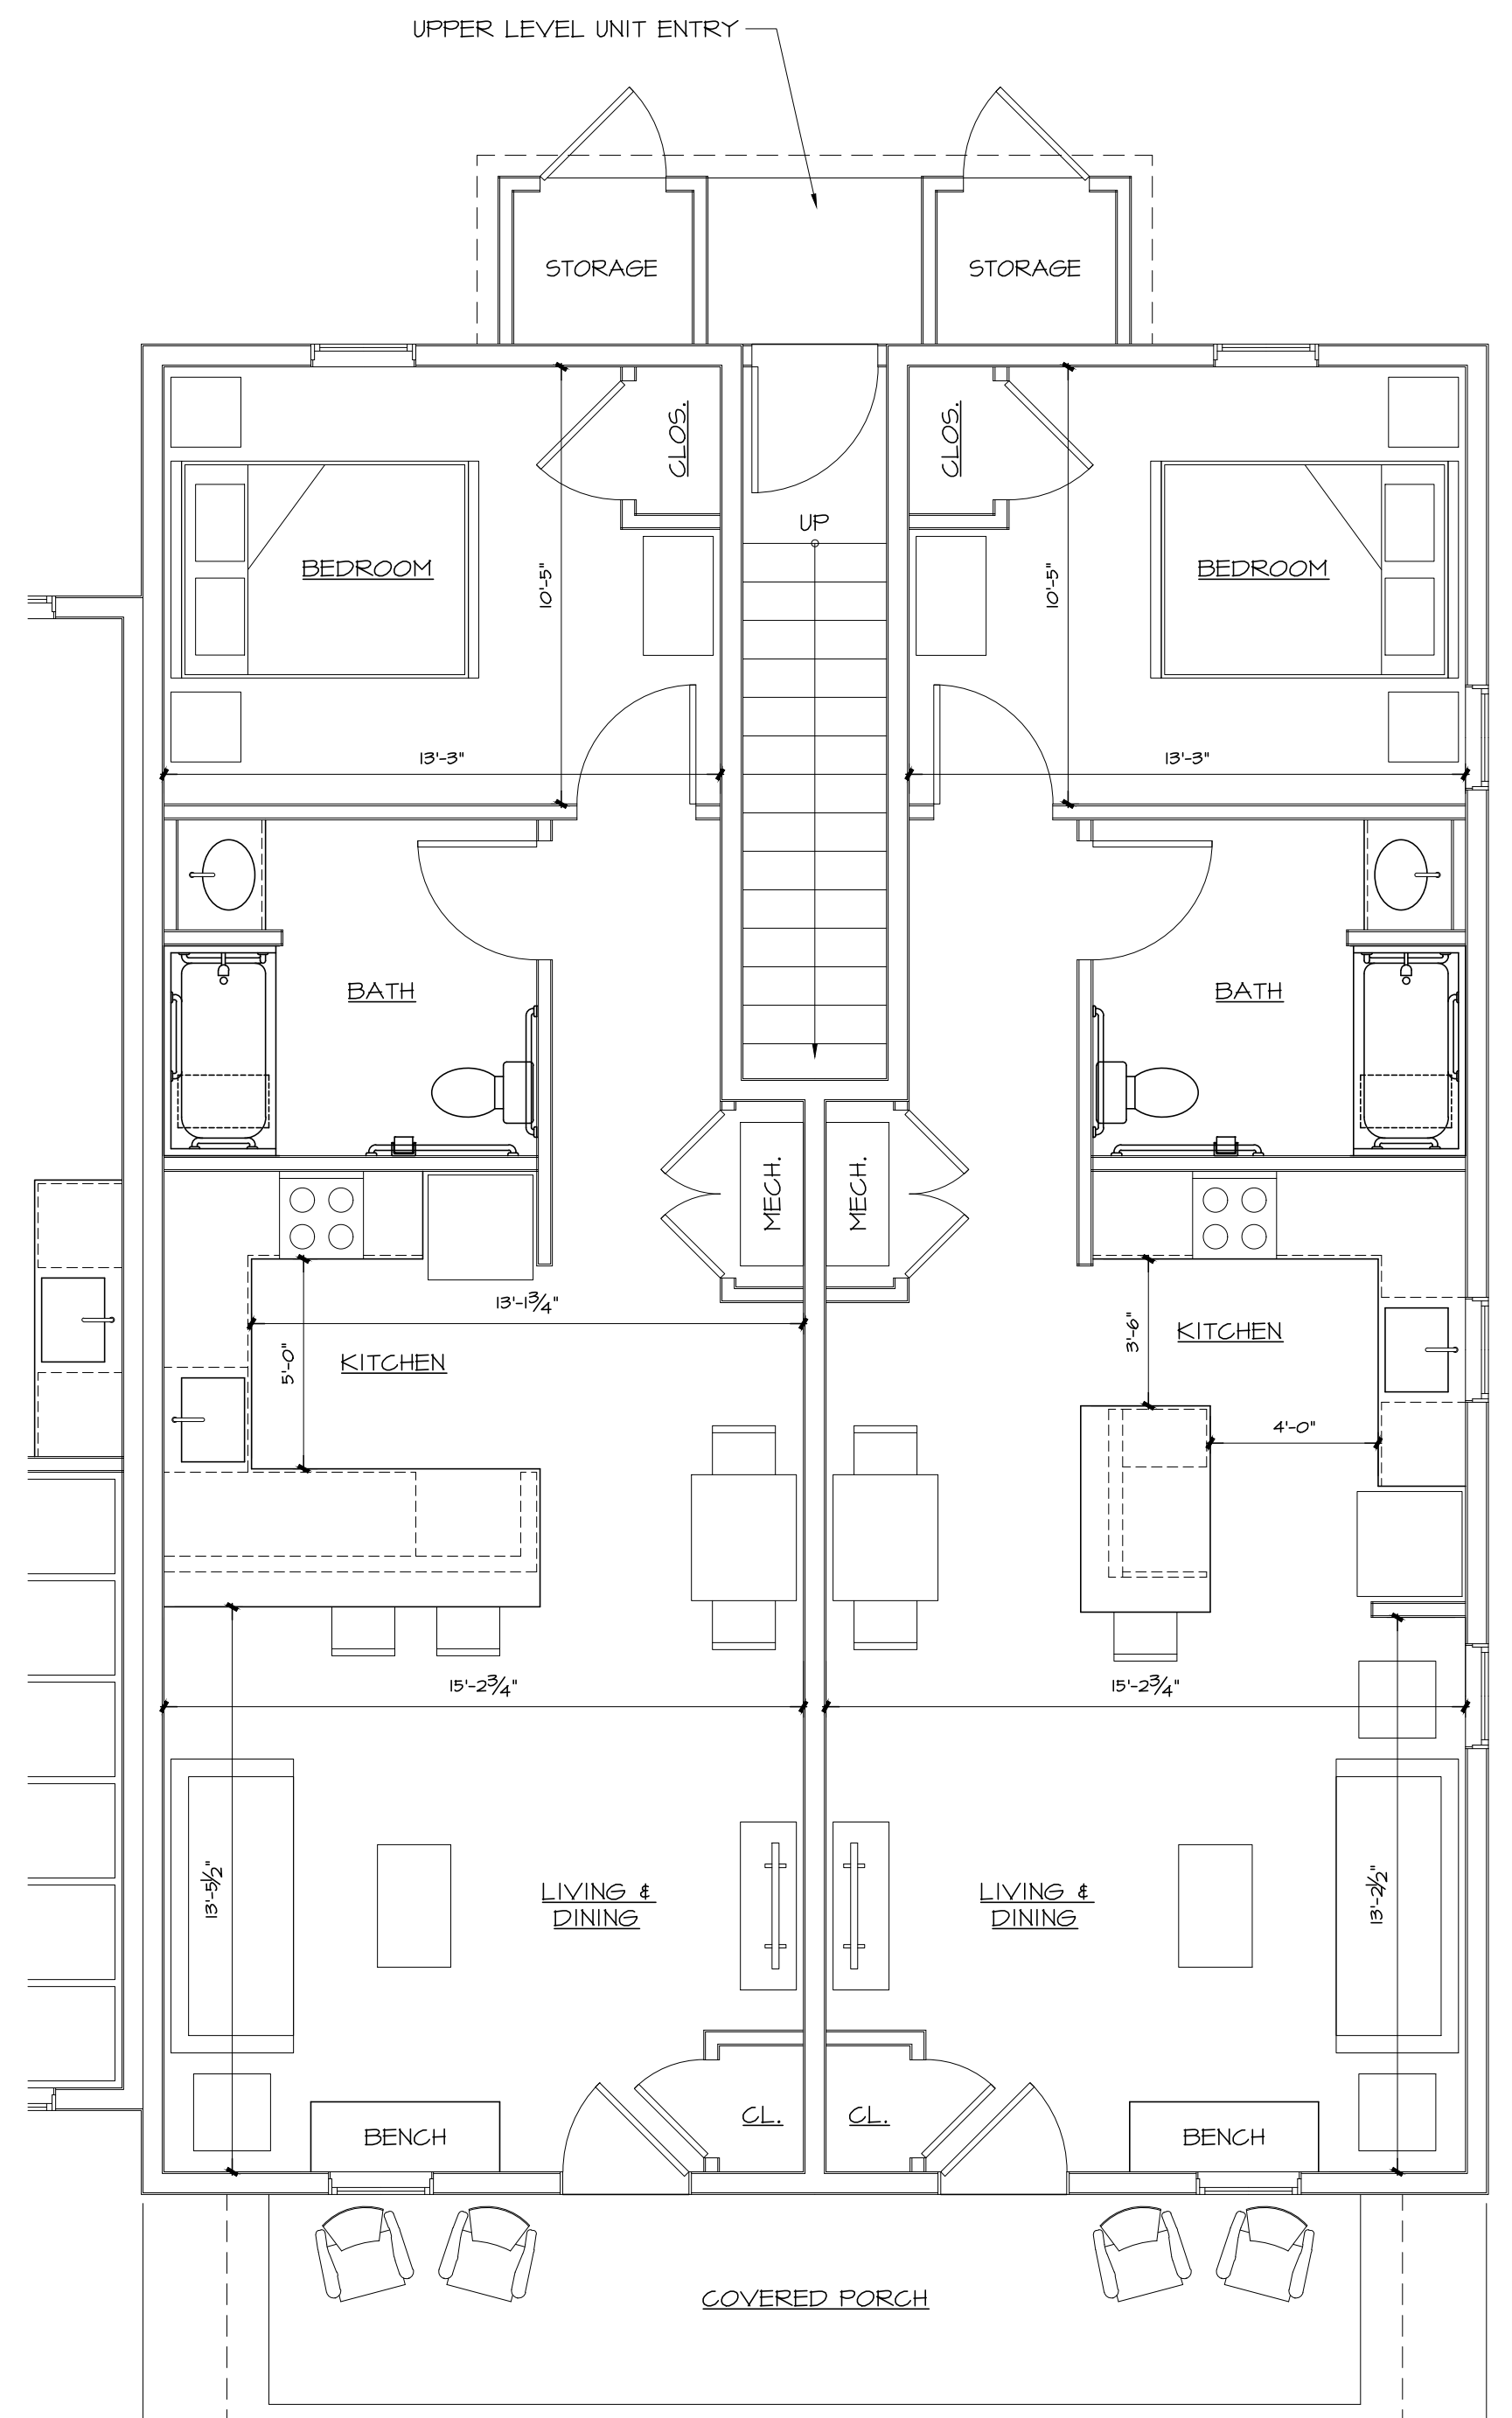 UPPER LEVEL UNIT ENTRY
STORAGE
STORAGE
CLOS.
CLOS.
UP
BEDROOM
10'-5"
10'-5"
BEDROOM
13'-3"
13'-3"
BATH
BATH
MECH.
MECH.
13'-1 3/4"
5'-0"
KITCHEN
3'-6"
KITCHEN
4'-0"
15'-2 3/4"
15'-2 3/4"
13'-5 1/2"
LIVING &
DINING
LIVING &
DINING
13'-2 1/2"
CL.
CL.
BENCH
BENCH
COVERED PORCH